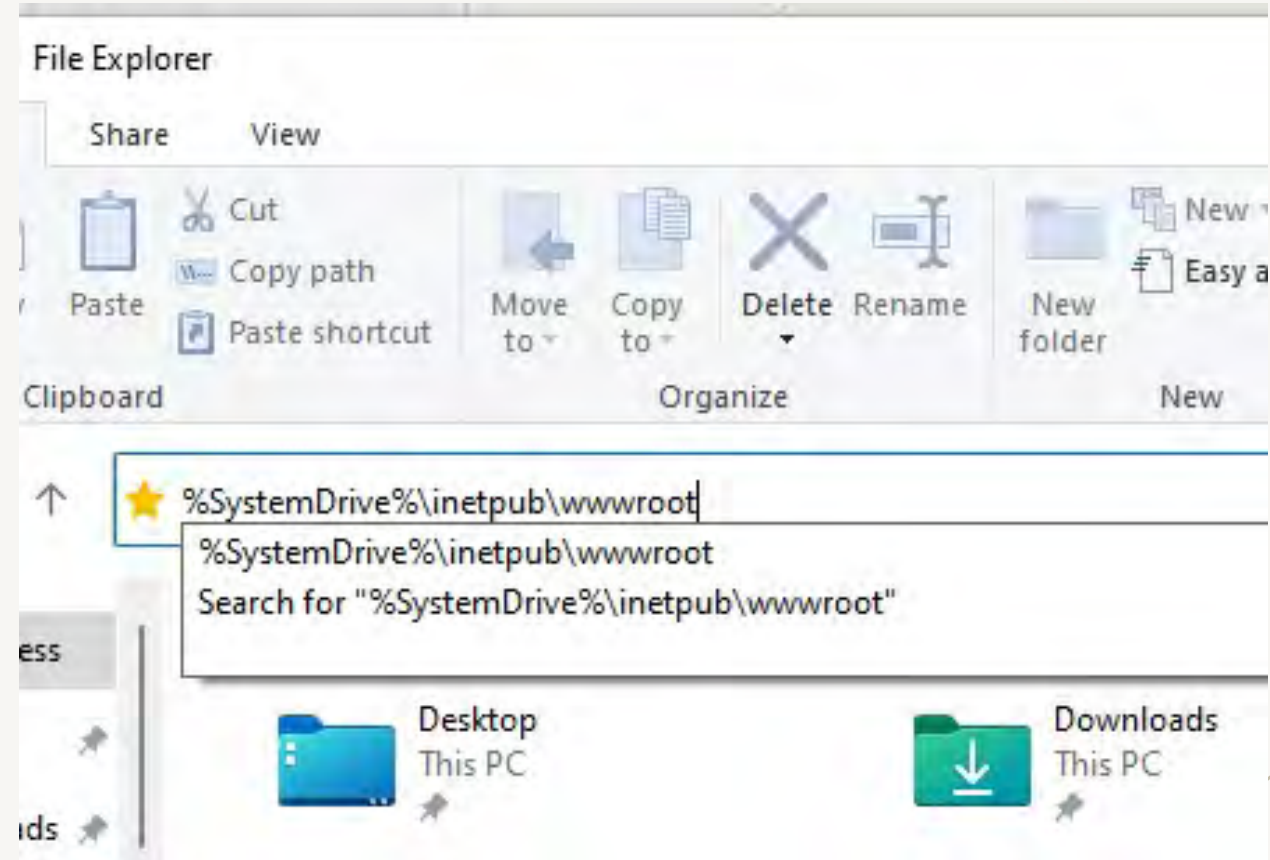 File Explorer
Share View
Cut
Copy path
Paste shortcut
Paste
Move to
Copy to
Delete
Rename
New folder
New
Easy a
Clipboard
Organize
New
%SystemDrive%\inetpub\wwwroot
%SystemDrive%\inetpub\wwwroot
Search for "%SystemDrive%\inetpub\wwwroot"
ess
Desktop
This PC
Downloads
This PC
ds